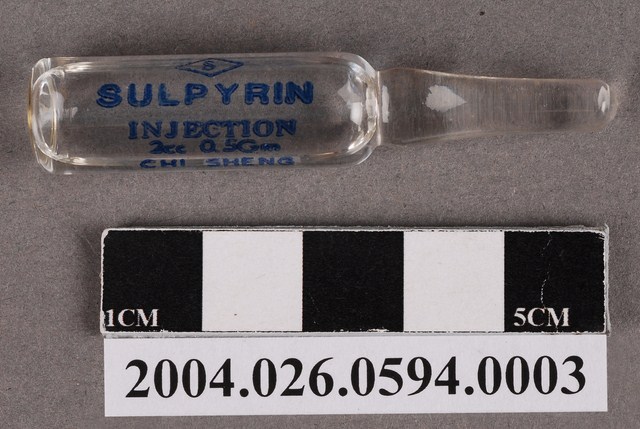 S
SULPYRIN
INJECTION
2cc 0.5Gm
CHI SHENG
1CM 5CM
2004.026.0594.0003